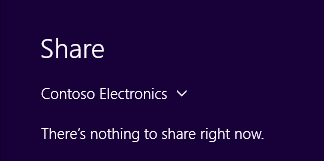 Share
Contoso Electronics
There's nothing to share right now.